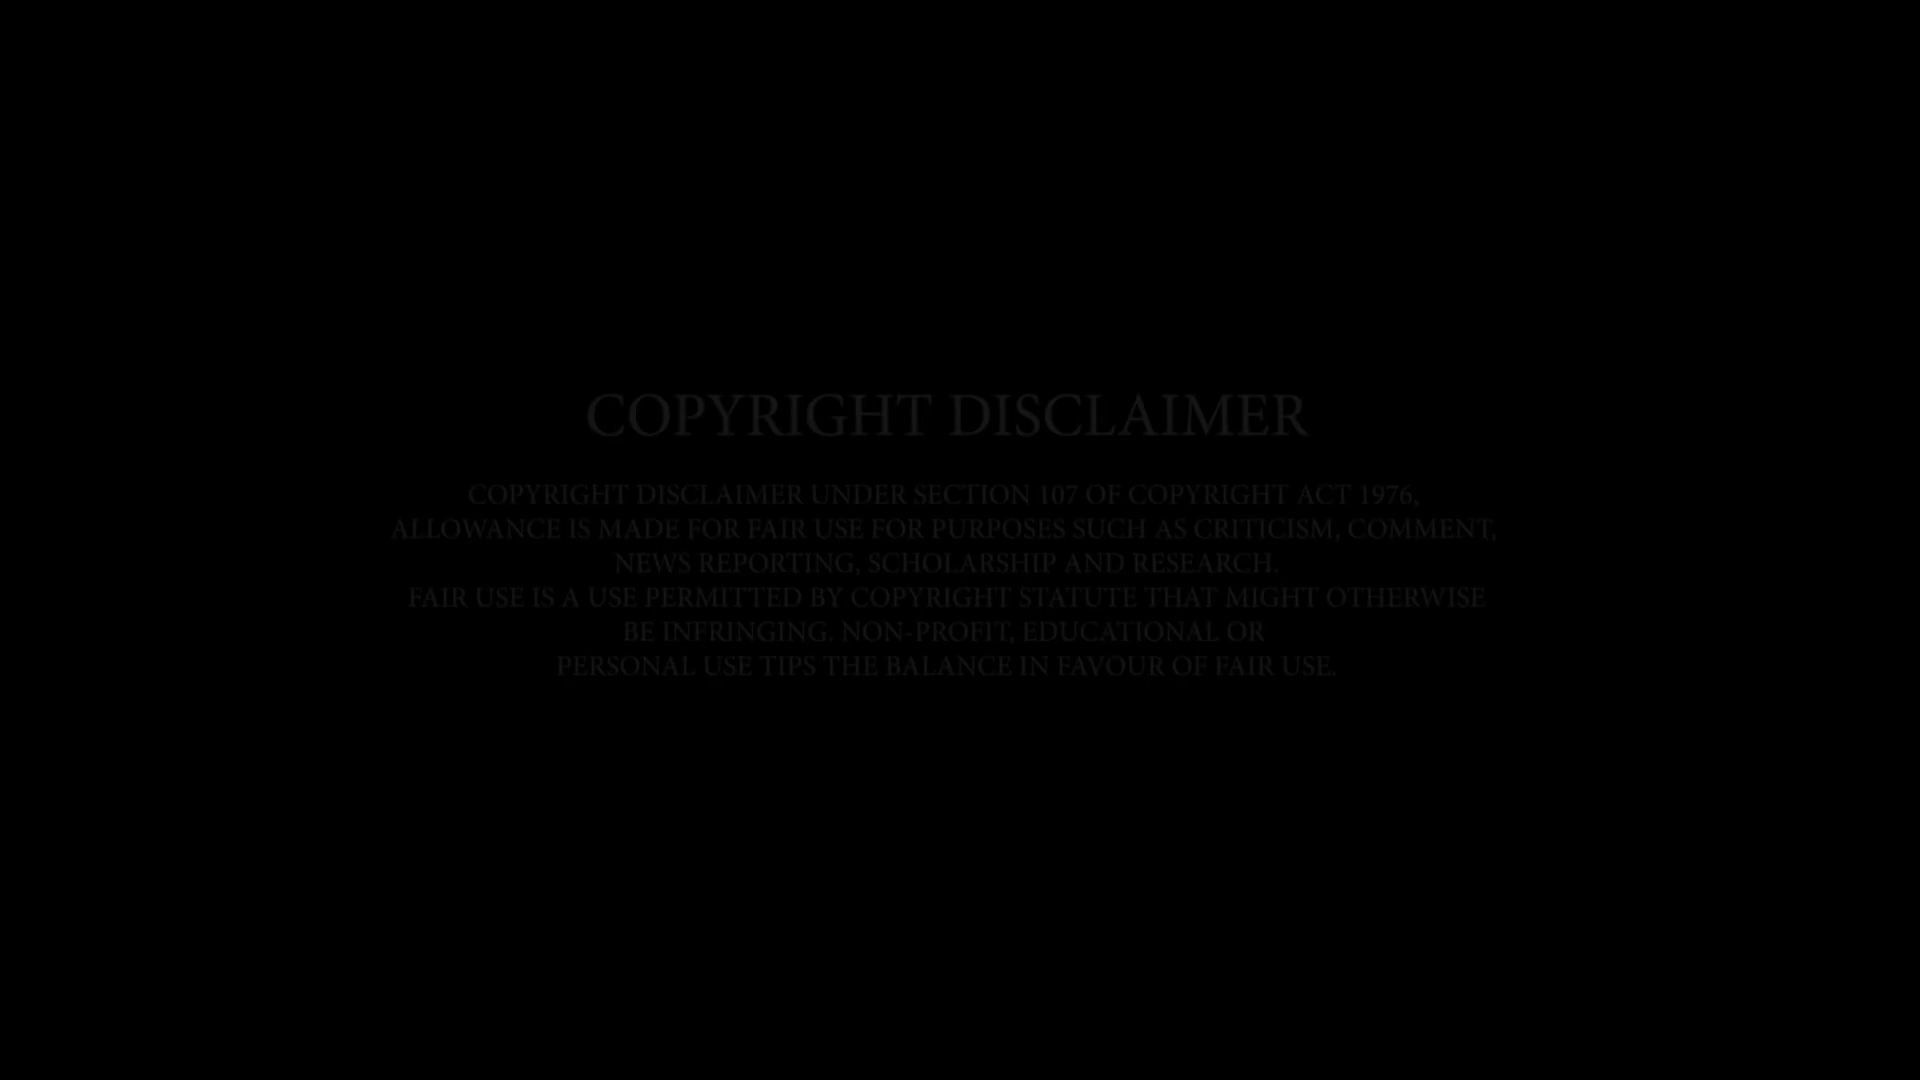 COPYRIGHT DISCLAIMER
COPYRIGHT DISCLAIMER UNDER SECTION 107 OF COPYRIGHT ACT 1976,
ALLOWANCE IS MADE FOR FAIR USE FOR PURPOSES SUCH AS CRITICISM, COMMENT,
NEWS REPORTING, SCHOLARSHIP AND RESEARCH.
FAIR USE IS A USE PERMITTED BY COPYRIGHT STATUTE THAT MIGHT OTHERWISE
BE INFRINGING. NON-PROFIT, EDUCATIONAL OR
PERSONAL USE TIPS THE BALANCE IN FAVOUR OF FAIR USE.